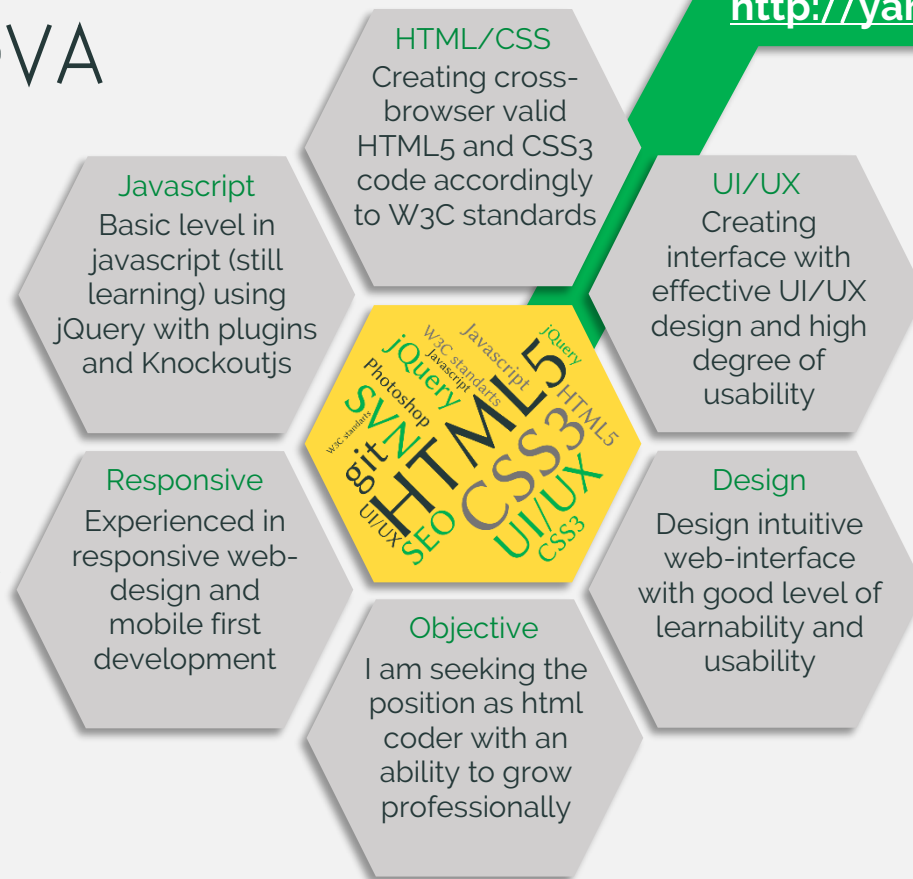 http://yar
VA
HTML/CSS
Creating cross-
browser valid
HTML5 and CSS3
code accordingly
to W3C standards
Javascript
Basic level in
javascript (still
learning) using
jQuery with plugins
and Knockoutjs
UI/UX
Creating
interface with
effective UI/UX
design and high
degree of
usability
jQuery
Javascript
W3C standarts
Javascript
jQuery
Photoshop
HTML5
HTML5
SVN
W3C standarts
git
CSS3
UI/UX
UI/UX
SEO
CSS3
Responsive
Experienced in
responsive web-
design and
mobile first
development
Design
Design intuitive
web-interface
with good level of
learnability and
usability
Objective
I am seeking the
position as html
coder with an
ability to grow
professionally